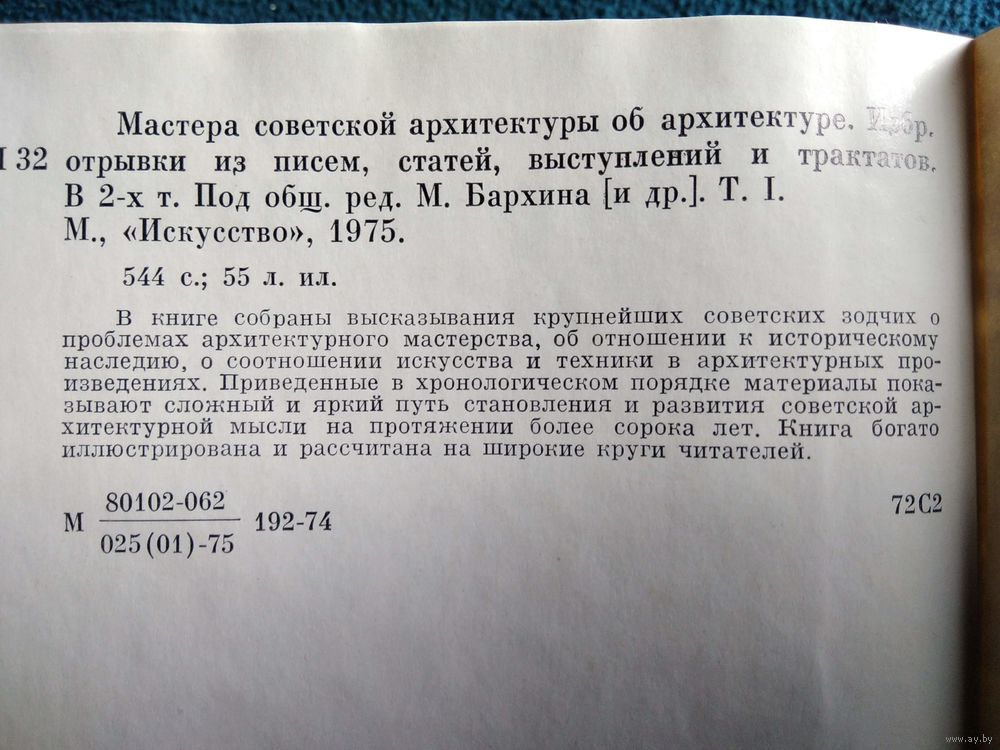 Мастера советской архитектуры об архитектуре. Избр.
32 отрывки из писем, статей, выступлений и трактатов.
В 2-х т. Под общ. ред. М. Бархина [и др.]. Т. I.
М., «Искусство», 1975.
544 с.; 55 л. ил.
В книге собраны высказывания крупнейших советских зодчих о
проблемах архитектурного мастерства, об отношении к историческому
наследию, о соотношении искусства и техники в архитектурных про-
изведениях. Приведенные в хронологическом порядке материалы пока-
зывают сложный и яркий путь становления и развития советской ар-
хитектурной мысли на протяжении более сорока лет. Книга богато
иллюстрирована и рассчитана на широкие круги читателей.
М 80102-062 192-74
025(01)-75
72С2
www.ay.by